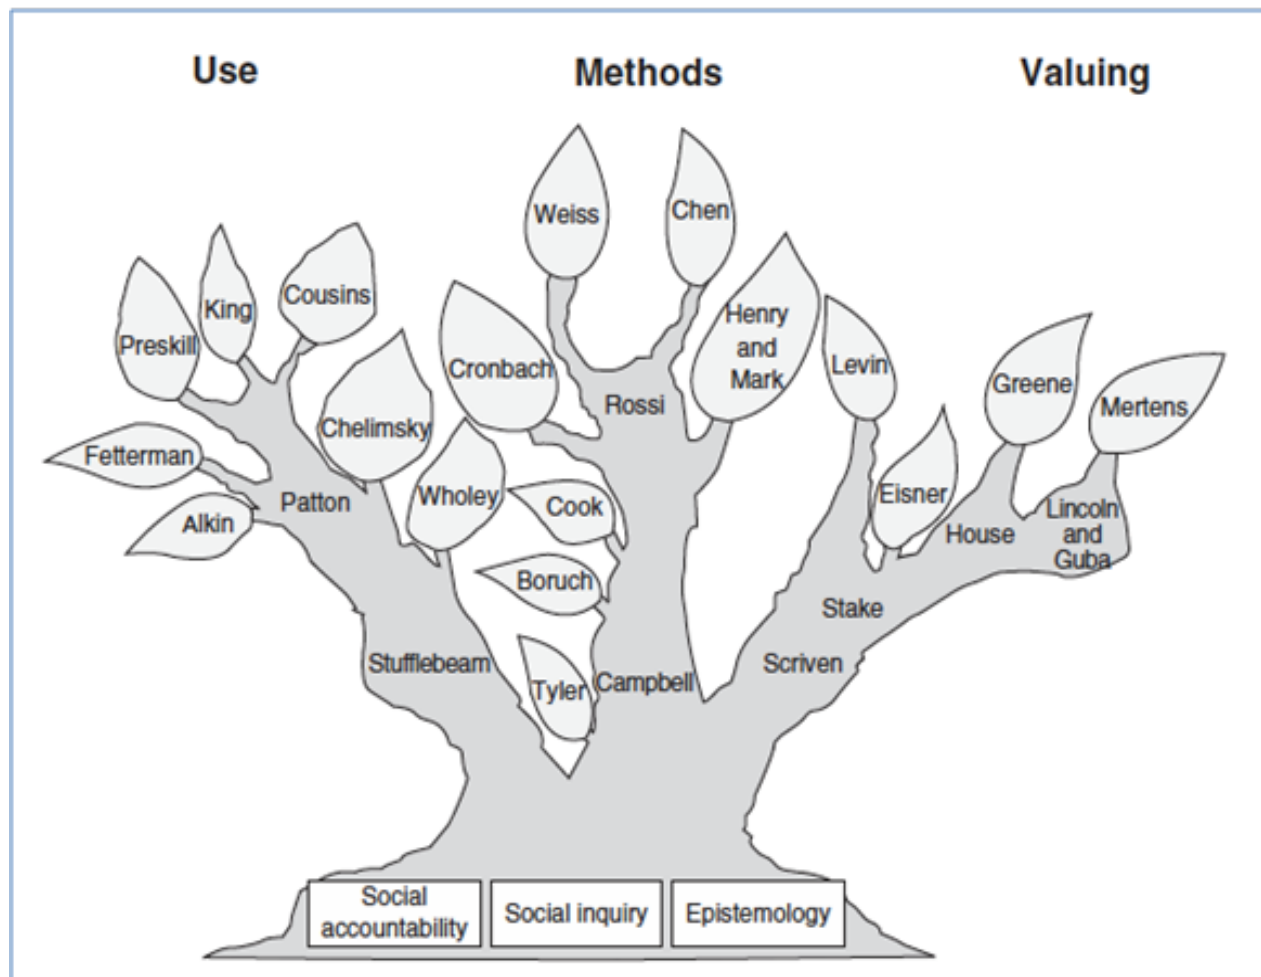 Use
Methods
Valuing
Weiss
Chen
King
Cousins
Preskill
Henry
and
Mark
Cronbach
Levin
Greene
Mertens
Rossi
Chelimsky
Fetterman
Wholey
Eisner
Patton
Cook
Alkin
House
Lincoln
and
Guba
Boruch
Stake
Stufflebeam
Tyler
Campbell
Scriven
Social
accountability
Social inquiry
Epistemology